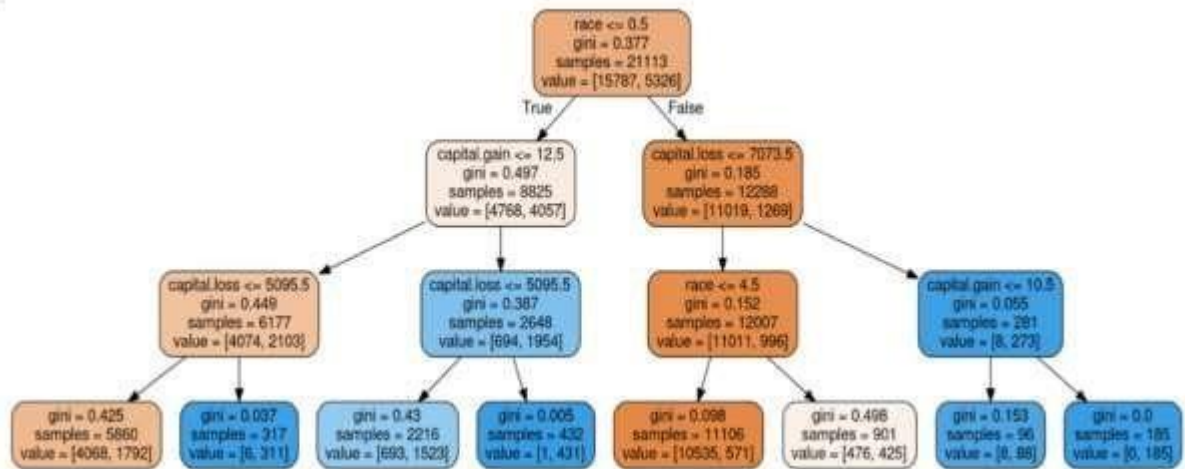 race <= 0.5
gini = 0.377
samples = 21113
value = [15787, 5326]
True
False
capital.gain <= 12.5
gini = 0.497
samples = 8825
value = [4768, 4057]
capital.loss <= 7073.5
gini = 0.185
samples = 12288
value = [11019, 1269]
capital.loss <= 5095.5
gini = 0.449
samples = 6177
value = [4074, 2103]
capital.loss <= 5095.5
gini = 0.387
samples = 2648
value = [694, 1954]
race <= 4.5
gini = 0.152
samples = 12007
value = [11011, 996]
capital.gain <= 10.5
gini = 0.055
samples = 281
value = [8, 273]
gini = 0.425
samples = 5860
value = [4068, 1792]
gini = 0.037
samples = 317
value = [6, 311]
gini = 0.43
samples = 2216
value = [693, 1523]
gini = 0.005
samples = 432
value = [1, 431]
gini = 0.098
samples = 11106
value = [10535, 571]
gini = 0.498
samples = 901
value = [476, 425]
gini = 0.153
samples = 96
value = [8, 88]
gini = 0.0
samples = 185
value = [0, 185]